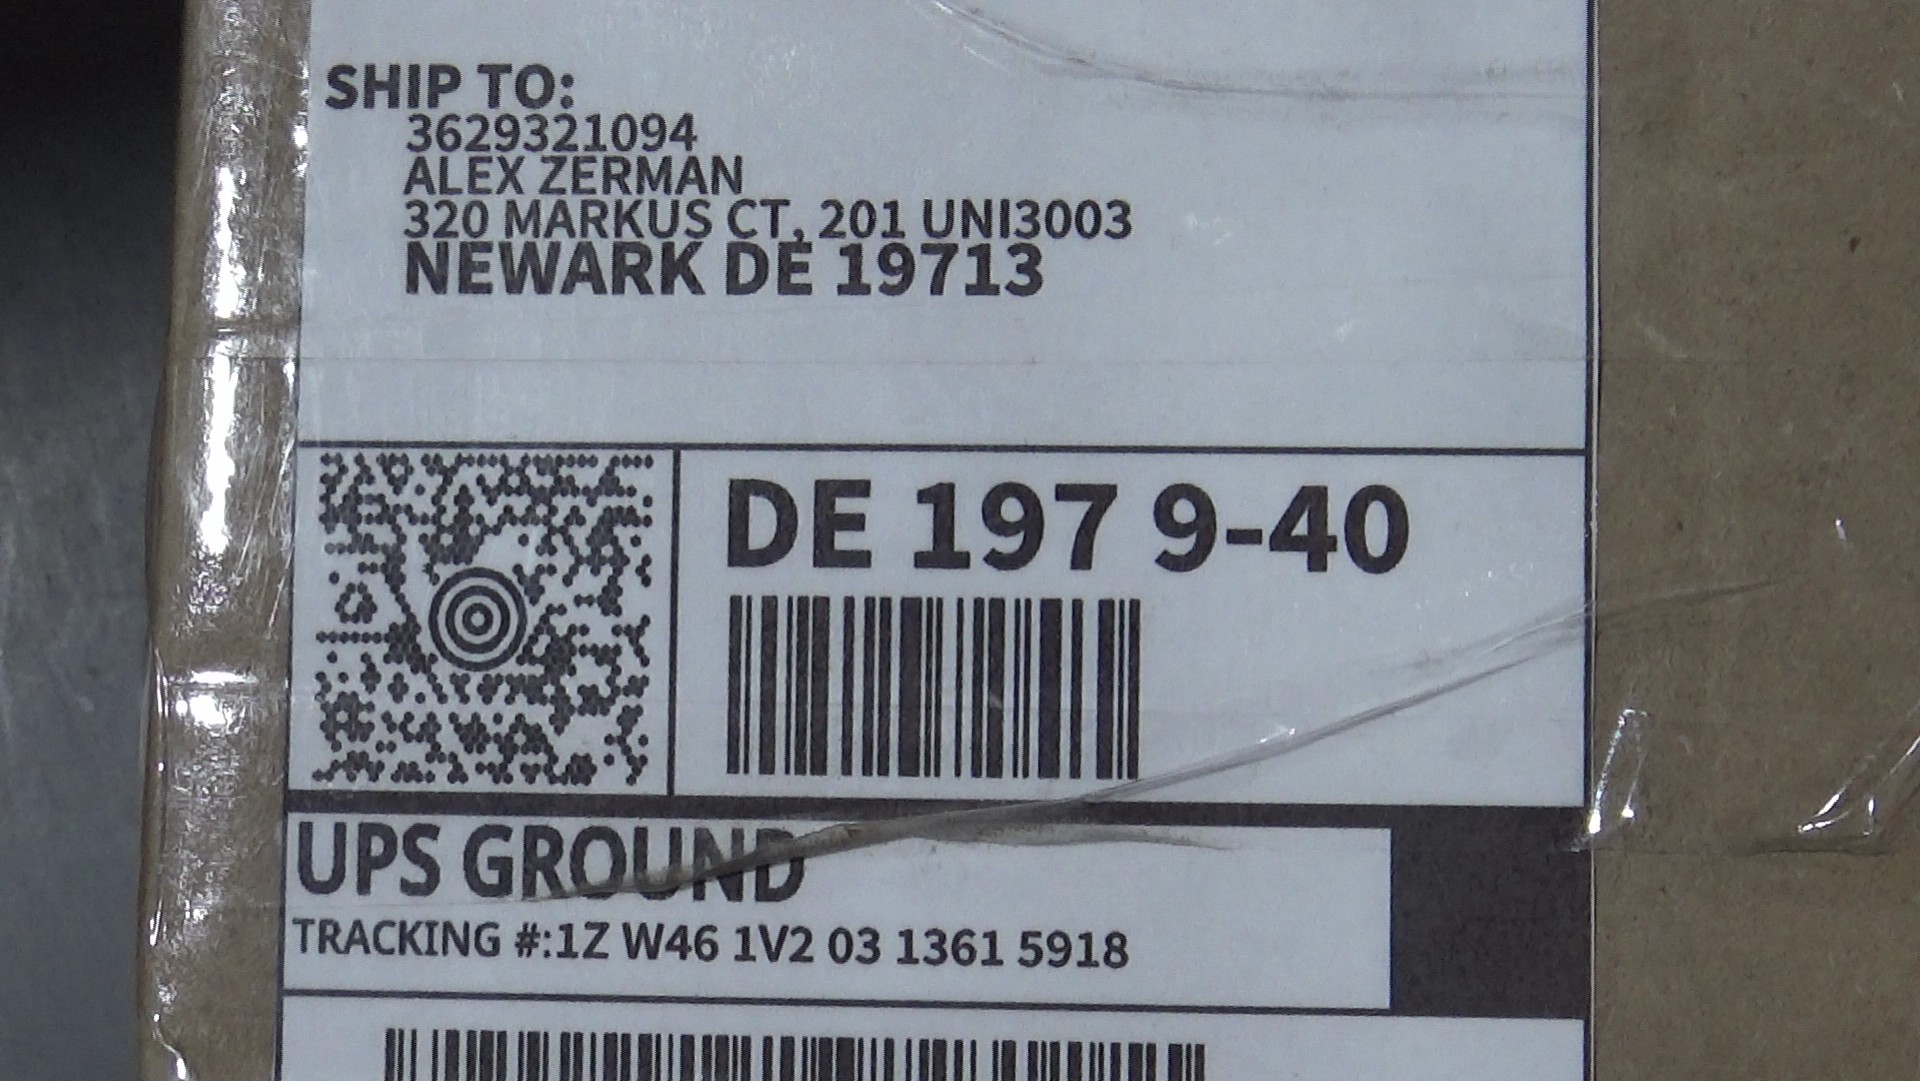 SHIP TO:
3629321094
ALEX ZERMAN
320 MARKUS CT, 201 UNI3003
NEWARK DE 19713
DE 197 9-40
UPS GROUND
TRACKING #:1Z W46 1V2 03 1361 5918